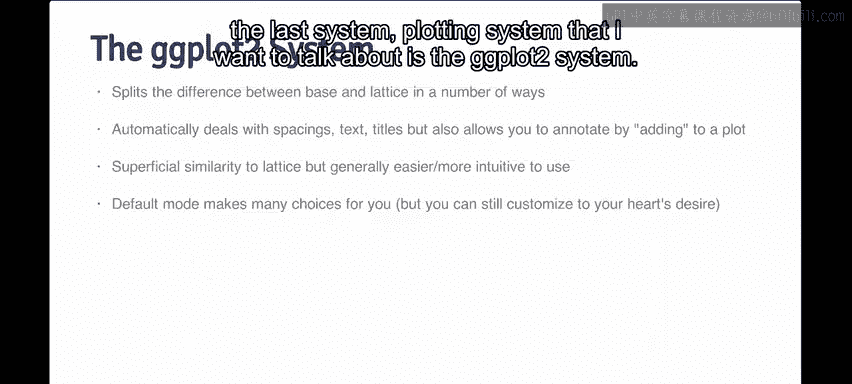 the last system, plotting system that I
want to talk about is the ggplot2 system.
The ggplot2 System
· Splits the difference between base and lattice in a number of ways
· Automatically deals with spacings, text, titles but also allows you to annotate by "adding" to a plot
· Superficial similarity to lattice but generally easier/more intuitive to use
· Default mode makes many choices for you (but you can still customize to your heart's desire)